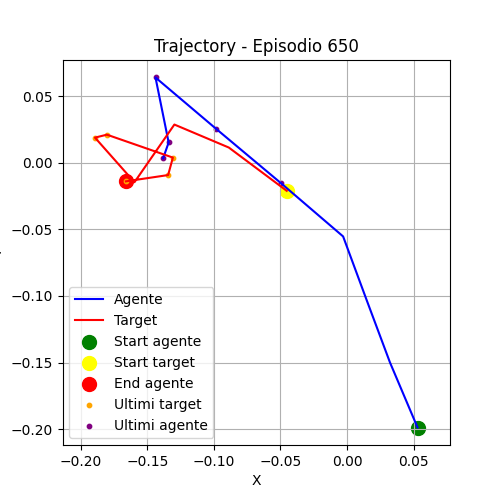 Trajectory - Episodio 650
0.05
0.00
−0.05
−0.10
−0.15
−0.20
Agente
Target
Start agente
Start target
End agente
Ultimi target
Ultimi agente
−0.20 −0.15 −0.10 −0.05 0.00 0.05
X